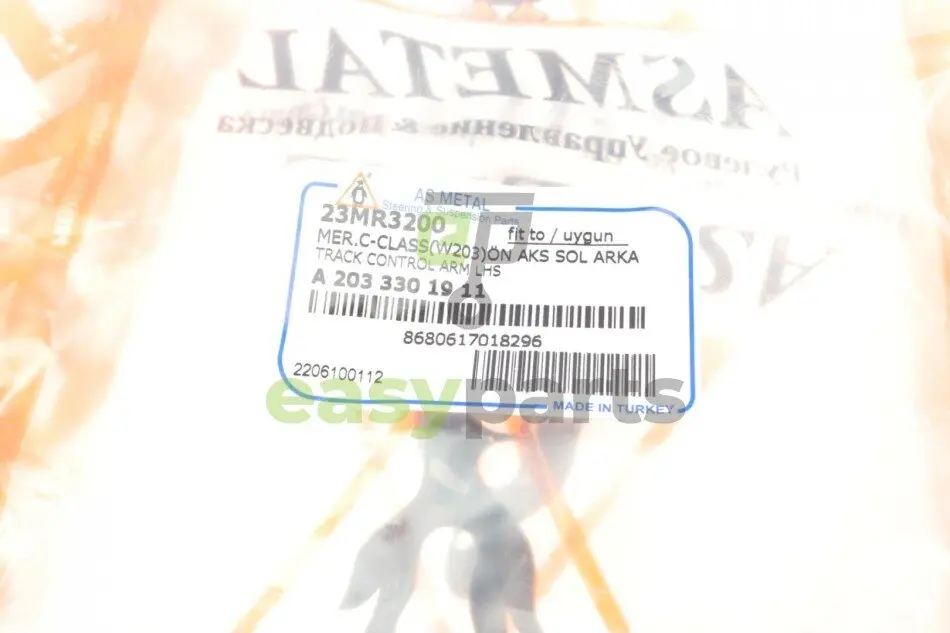 ASMETAL
Рулевое Управление & Подвеска
AS METAL
Steering & Suspension Parts
23MR3200
fit to / uygun
MER.C-CLASS(W203)ÖN AKS SOL ARKA
TRACK CONTROL ARM LHS
A 203 330 19 11
8680617018296
2206100112
easyparts
MADE IN TURKEY